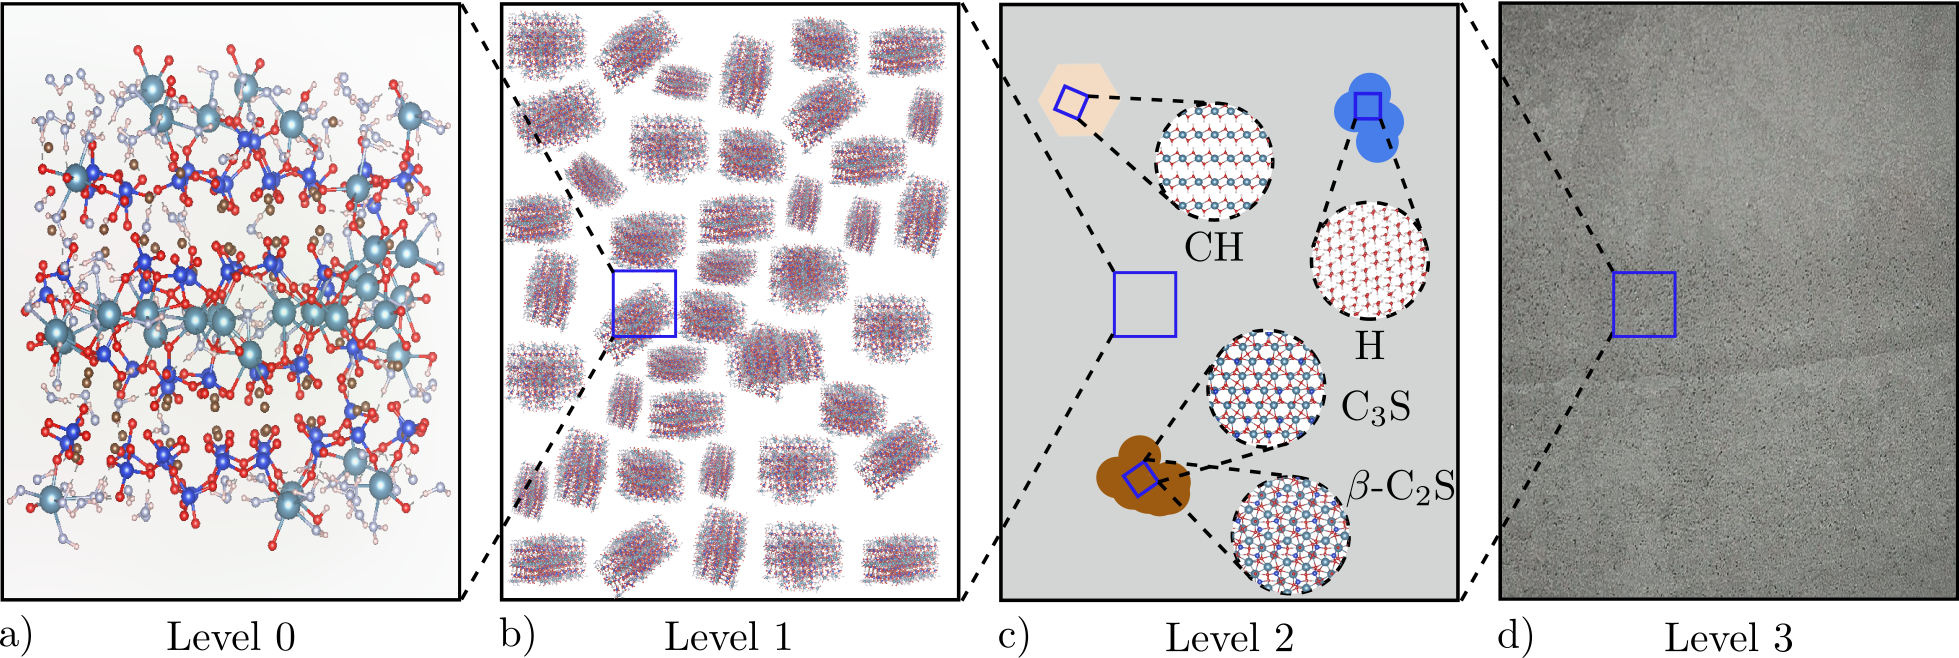 CH
H
C₃S
β-C₂S
a) Level 0
b) Level 1
c) Level 2
d) Level 3